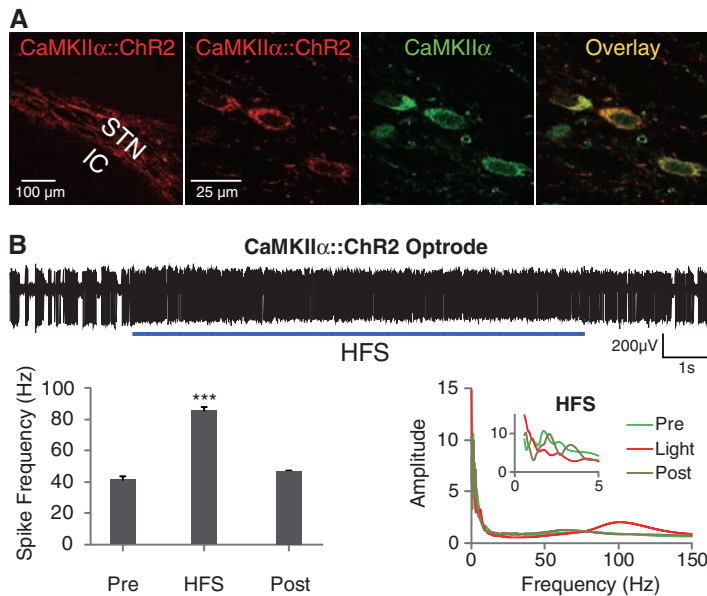 A
CaMKIIα::ChR2
CaMKIIα::ChR2
CaMKIIα
Overlay
STN
IC
100 µm
25 µm
B
CaMKIIα::ChR2 Optrode
HFS
200µV
1s
Spike Frequency (Hz)
100
80
60
40
20
0
***
Pre
HFS
Post
Amplitude
15
10
5
0
HFS
10
0
0
5
Pre
Light
Post
0
50
100
150
Frequency (Hz)